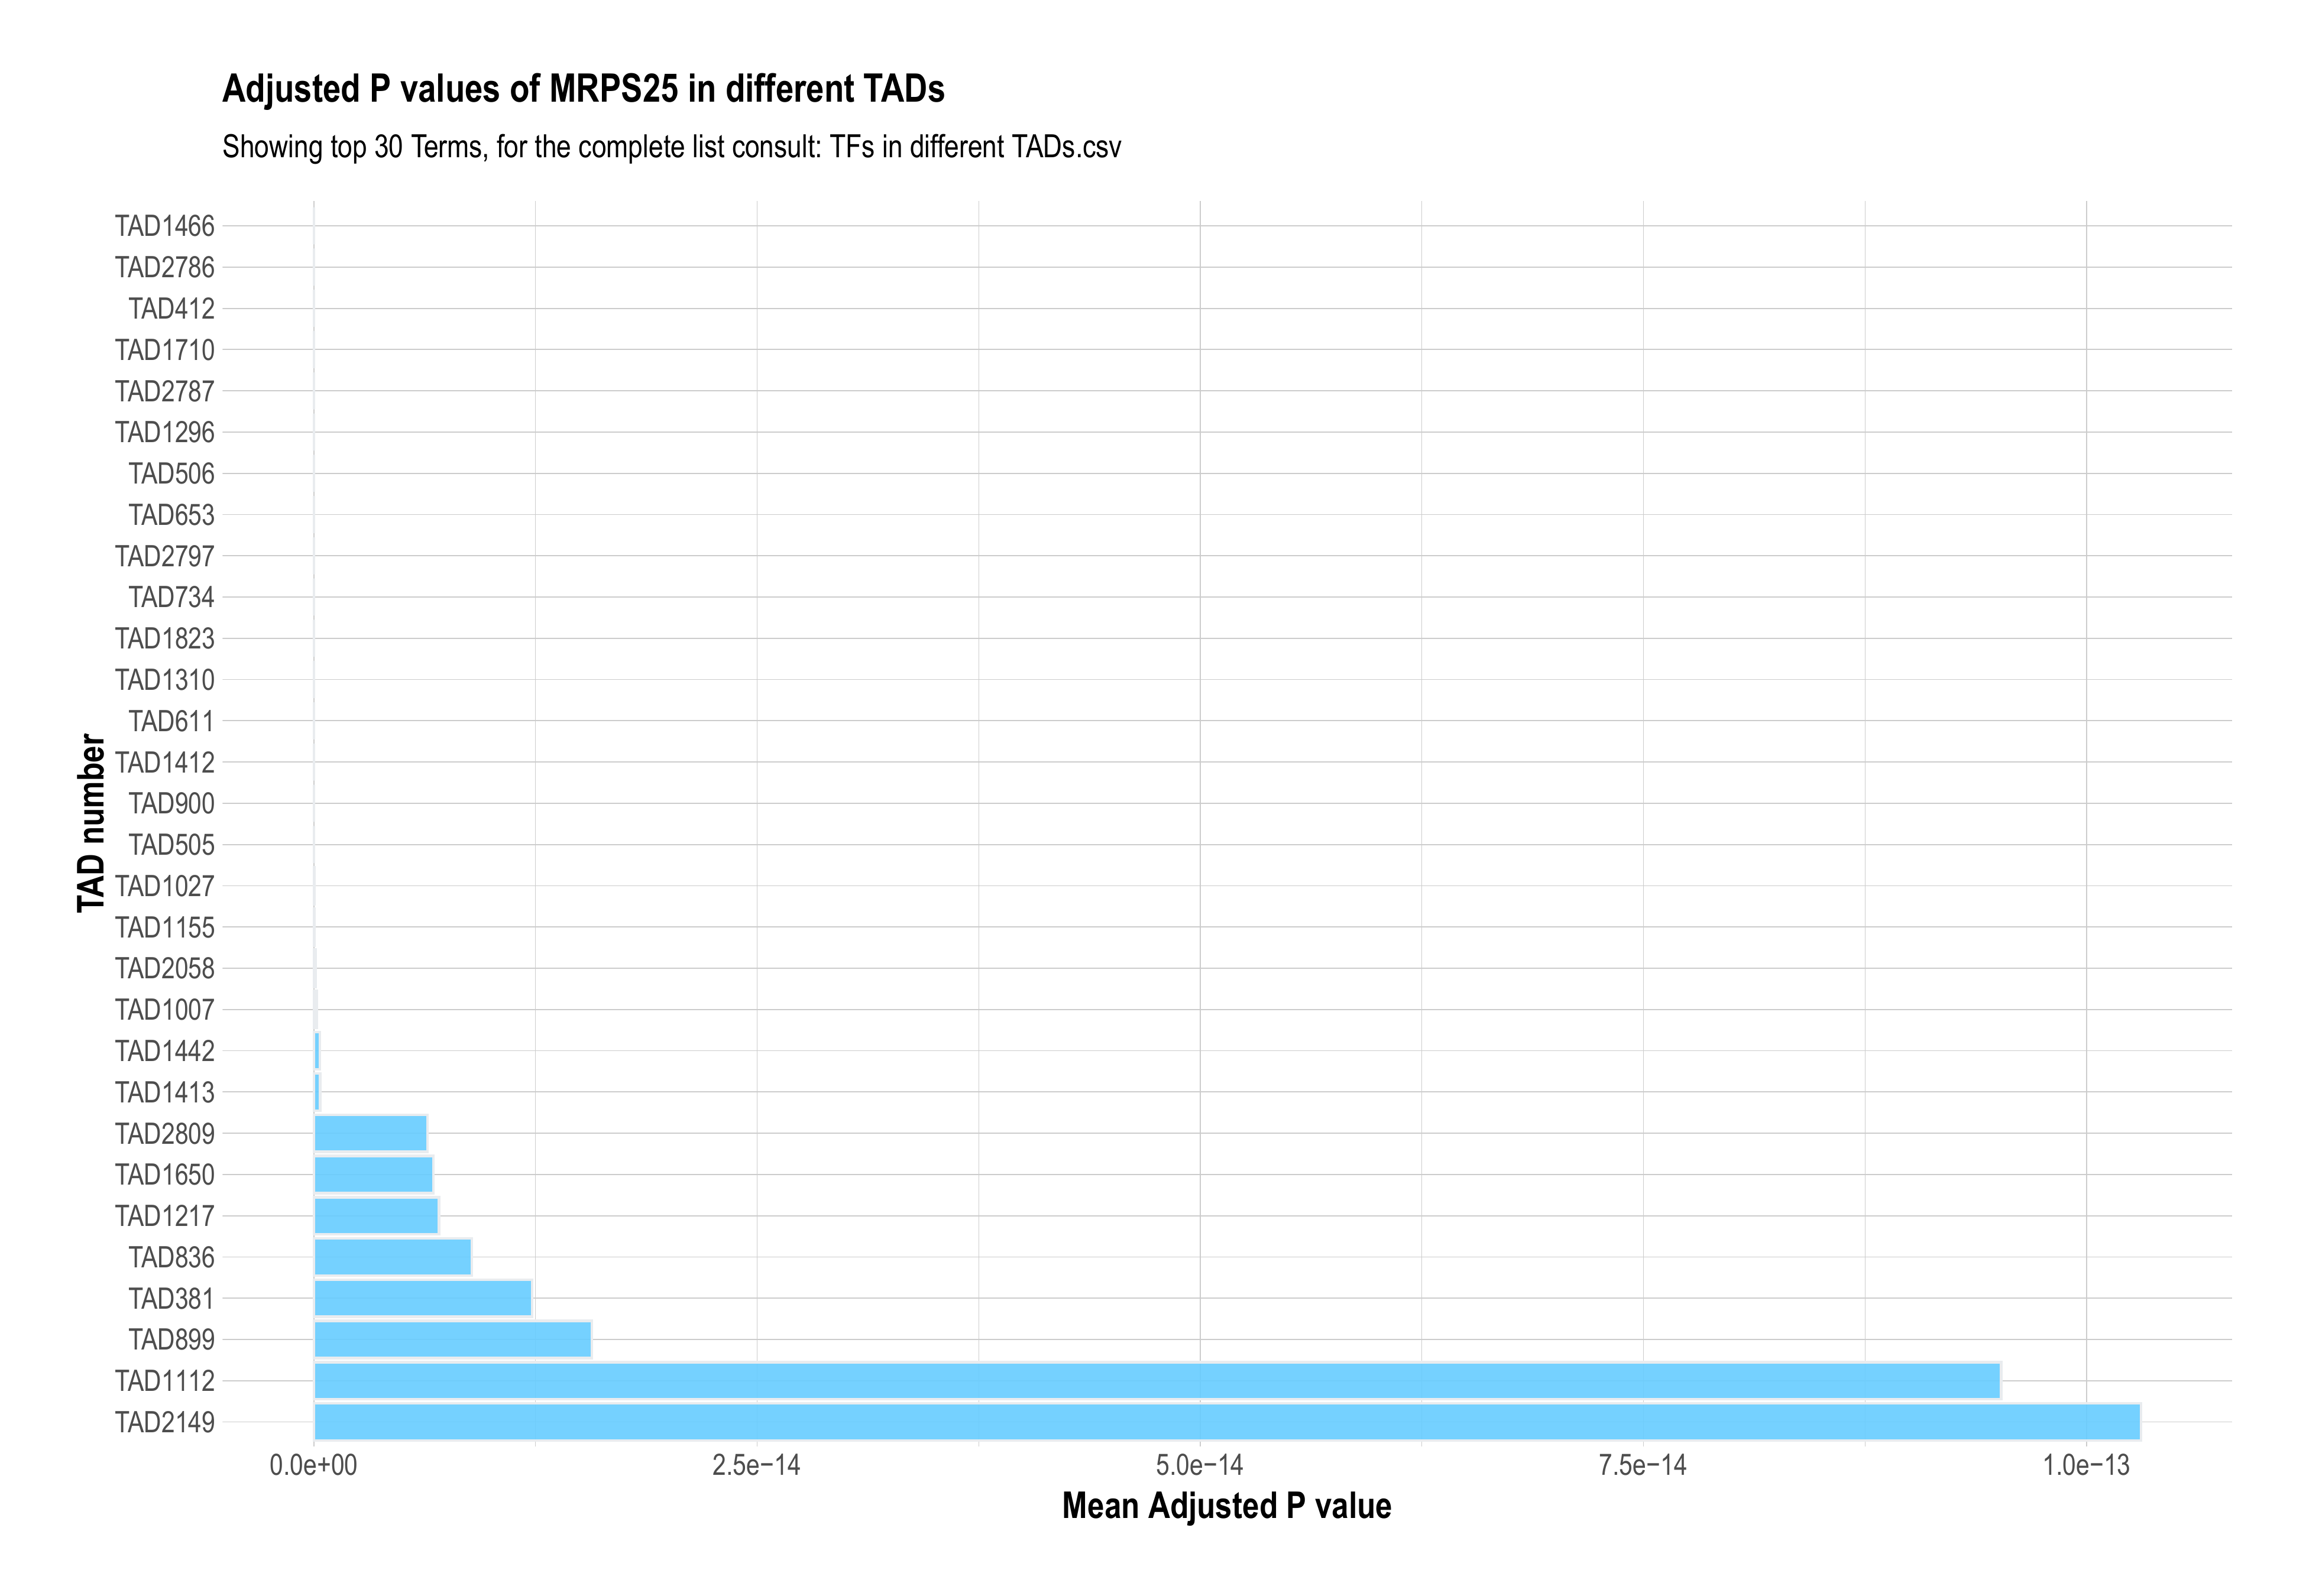 Adjusted P values of MRPS25 in different TADs
Showing top 30 Terms, for the complete list consult: TFs in different TADs.csv
TAD number
TAD1466
TAD2786
TAD412
TAD1710
TAD2787
TAD1296
TAD506
TAD653
TAD2797
TAD734
TAD1823
TAD1310
TAD611
TAD1412
TAD900
TAD505
TAD1027
TAD1155
TAD2058
TAD1007
TAD1442
TAD1413
TAD2809
TAD1650
TAD1217
TAD836
TAD381
TAD899
TAD1112
TAD2149
0.0e+00 2.5e−14 5.0e−14 7.5e−14 1.0e−13
Mean Adjusted P value